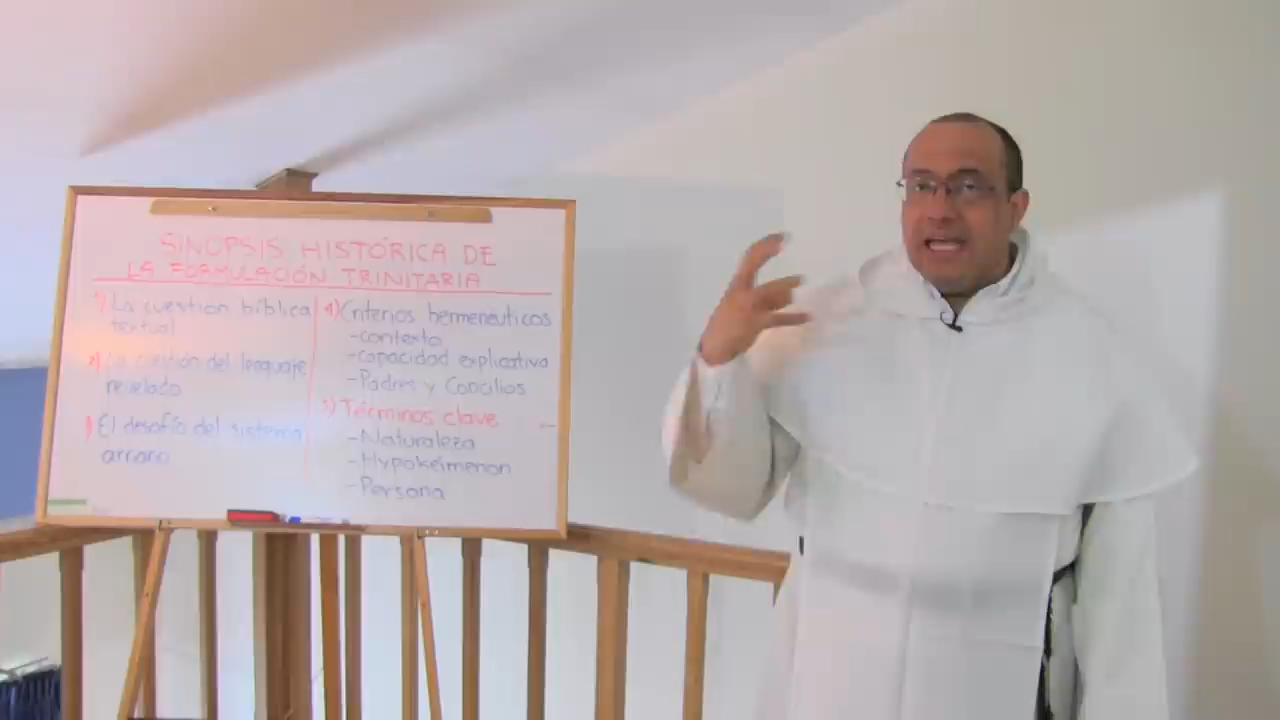 SINOPSIS HISTÓRICA DE
LA FORMULACIÓN TRINITARIA
1) La cuestión bíblica
textual
2) La cuestión del lenguaje
revelado
3) El desafío del sistema
arriano
4) Criterios hermenéuticos
- contexto
- capacidad explicativa
- Padres y Concilios
5) Términos clave
- Naturaleza
- Hypokeímenon
- Persona